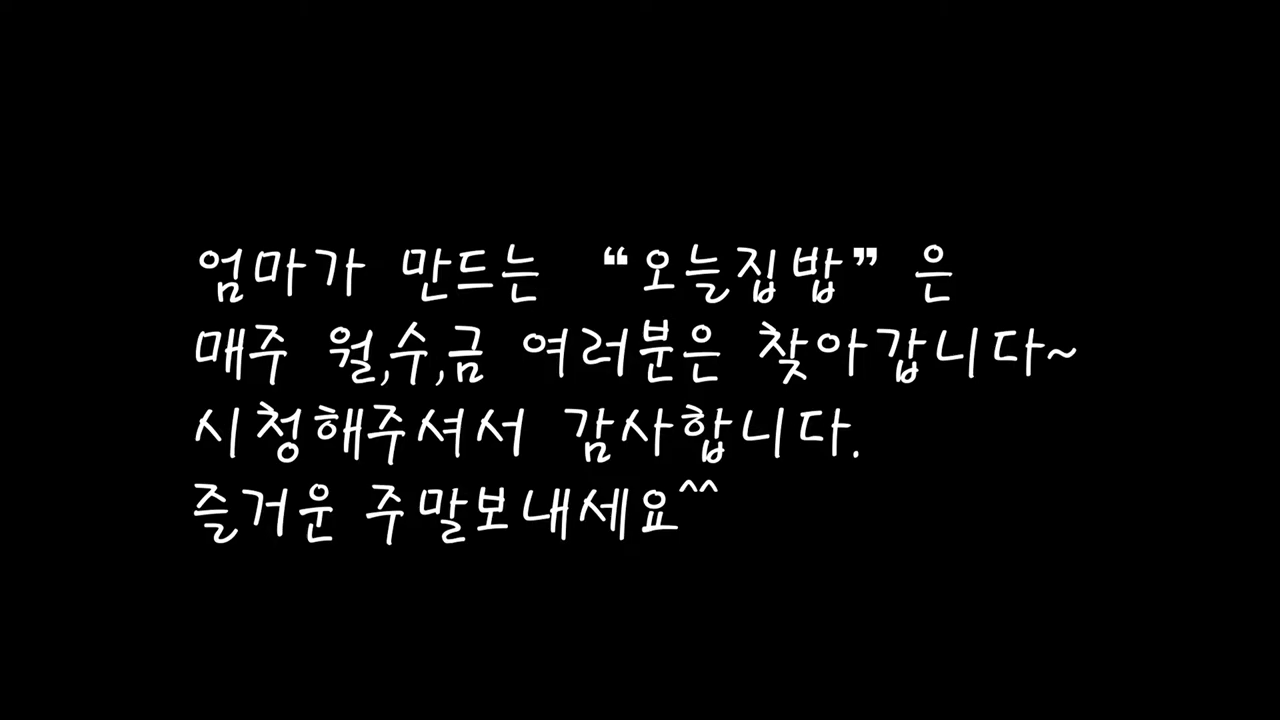 엄마가 만드는 “오늘집밥” 은
매주 월,수,금 여러분은 찾아갑니다~
시청해주셔서 감사합니다.
즐거운 주말보내세요^^